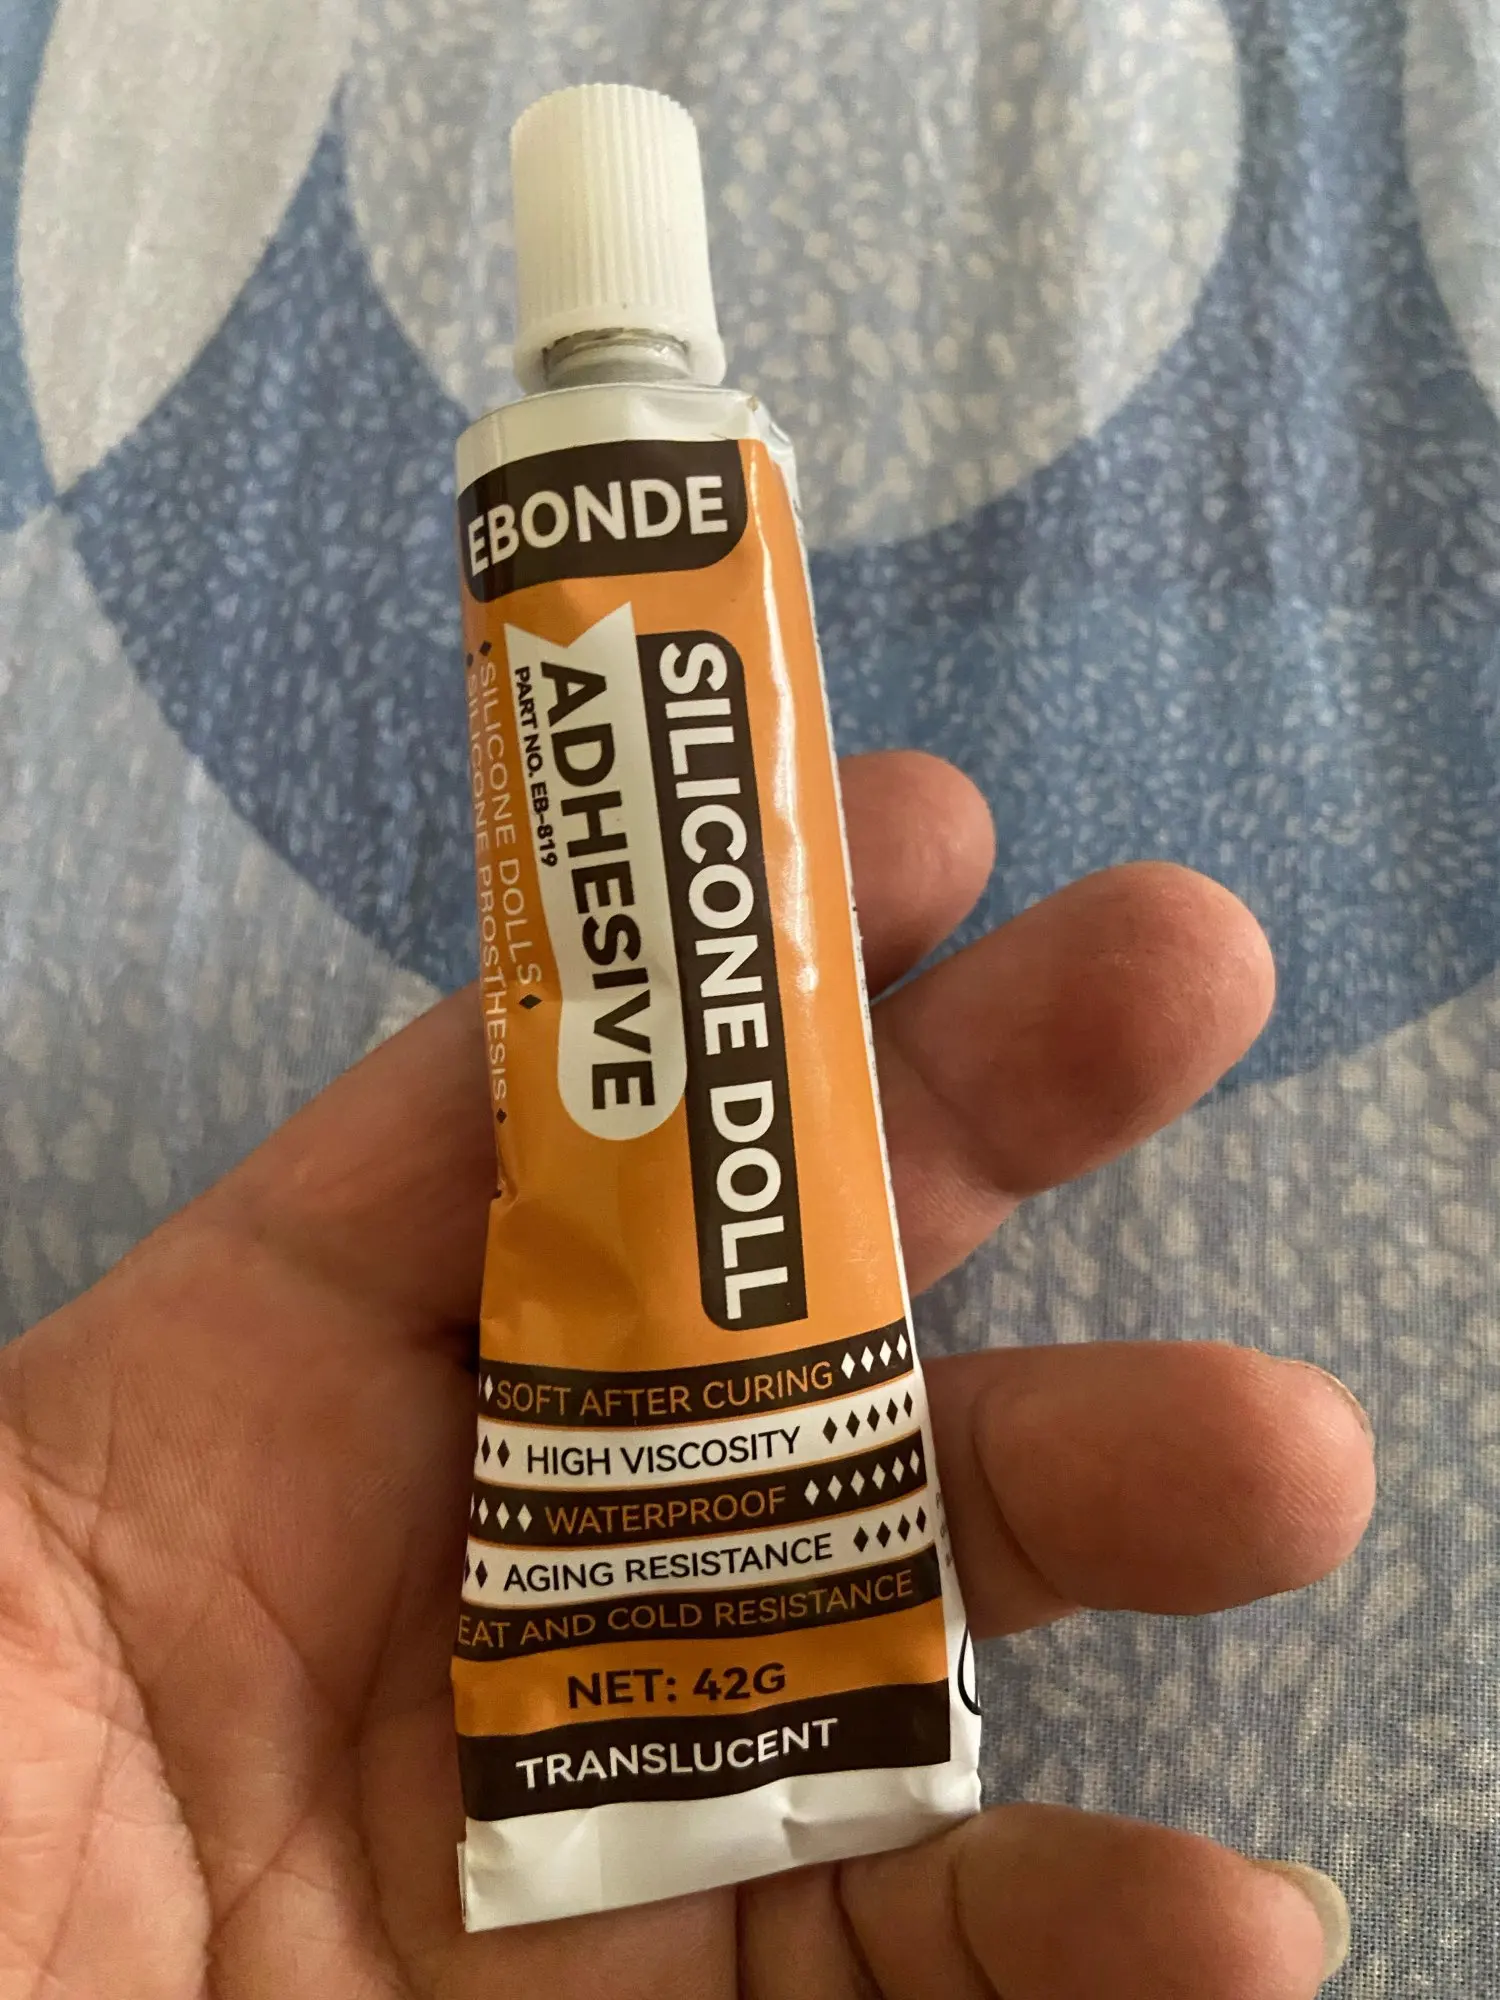 EBONDE
SILICONE DOLL
ADHESIVE
PART NO. EB-819
SILICONE DOLLS
SILICONE PROSTHESIS
SOFT AFTER CURING
HIGH VISCOSITY
WATERPROOF
AGING RESISTANCE
EAT AND COLD RESISTANCE
NET: 42G
TRANSLUCENT